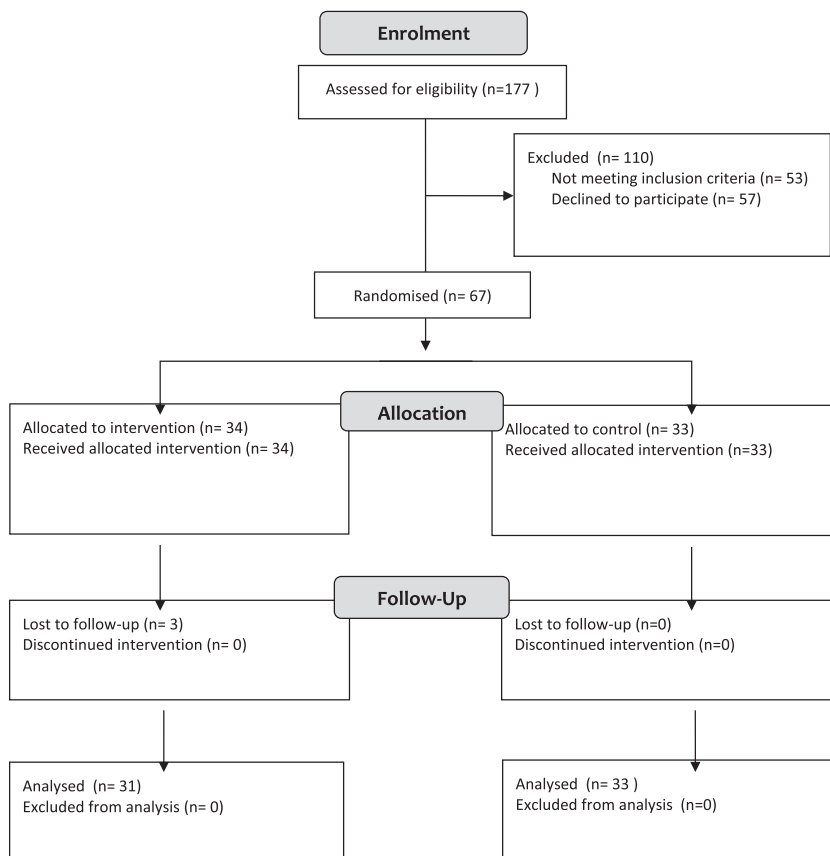 Enrolment
Assessed for eligibility (n=177 )
Excluded (n= 110)
Not meeting inclusion criteria (n= 53)
Declined to participate (n= 57)
Randomised (n= 67)
Allocation
Allocated to intervention (n= 34)
Received allocated intervention (n= 34)
Allocated to control (n= 33)
Received allocated intervention (n=33)
Follow-Up
Lost to follow-up (n= 3)
Discontinued intervention (n= 0)
Lost to follow-up (n=0)
Discontinued intervention (n=0)
Analysed (n= 31)
Excluded from analysis (n= 0)
Analysed (n= 33 )
Excluded from analysis (n=0)